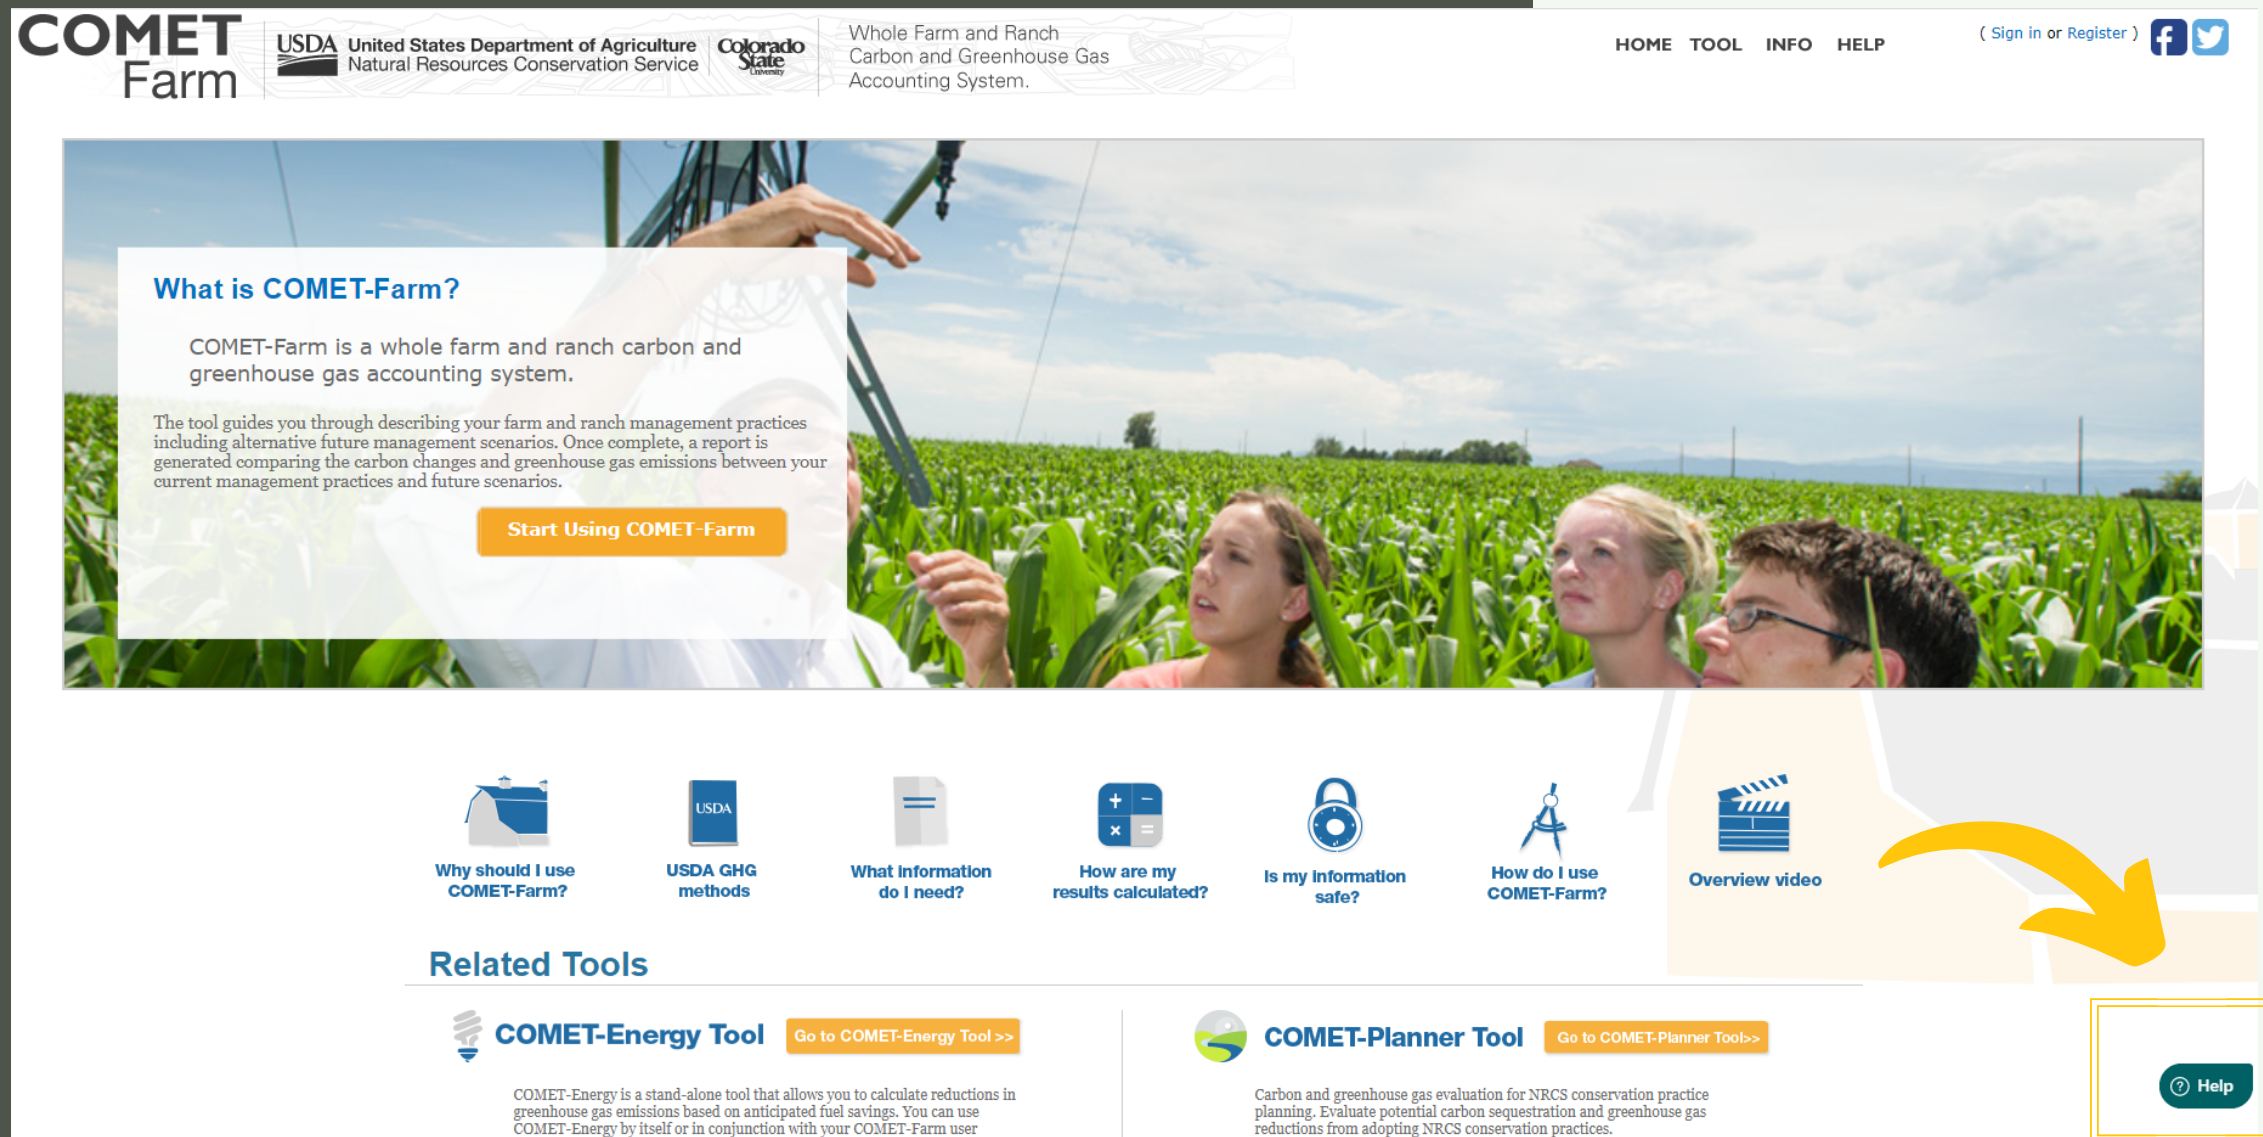 COMET
Farm
USDA United States Department of Agriculture
Natural Resources Conservation Service
Colorado
State
University
Whole Farm and Ranch
Carbon and Greenhouse Gas
Accounting System.
HOME TOOL INFO HELP
( Sign in or Register )
What is COMET-Farm?
COMET-Farm is a whole farm and ranch carbon and
greenhouse gas accounting system.
The tool guides you through describing your farm and ranch management practices
including alternative future management scenarios. Once complete, a report is
generated comparing the carbon changes and greenhouse gas emissions between your
current management practices and future scenarios.
Start Using COMET-Farm
USDA
Why should I use
COMET-Farm?
USDA GHG
methods
What information
do I need?
How are my
results calculated?
Is my information
safe?
How do I use
COMET-Farm?
Overview video
Related Tools
COMET-Energy Tool
Go to COMET-Energy Tool >>
COMET-Energy is a stand-alone tool that allows you to calculate reductions in
greenhouse gas emissions based on anticipated fuel savings. You can use
COMET-Energy by itself or in conjunction with your COMET-Farm user
COMET-Planner Tool
Go to COMET-Planner Tool>>
Carbon and greenhouse gas evaluation for NRCS conservation practice
planning. Evaluate potential carbon sequestration and greenhouse gas
reductions from adopting NRCS conservation practices.
? Help